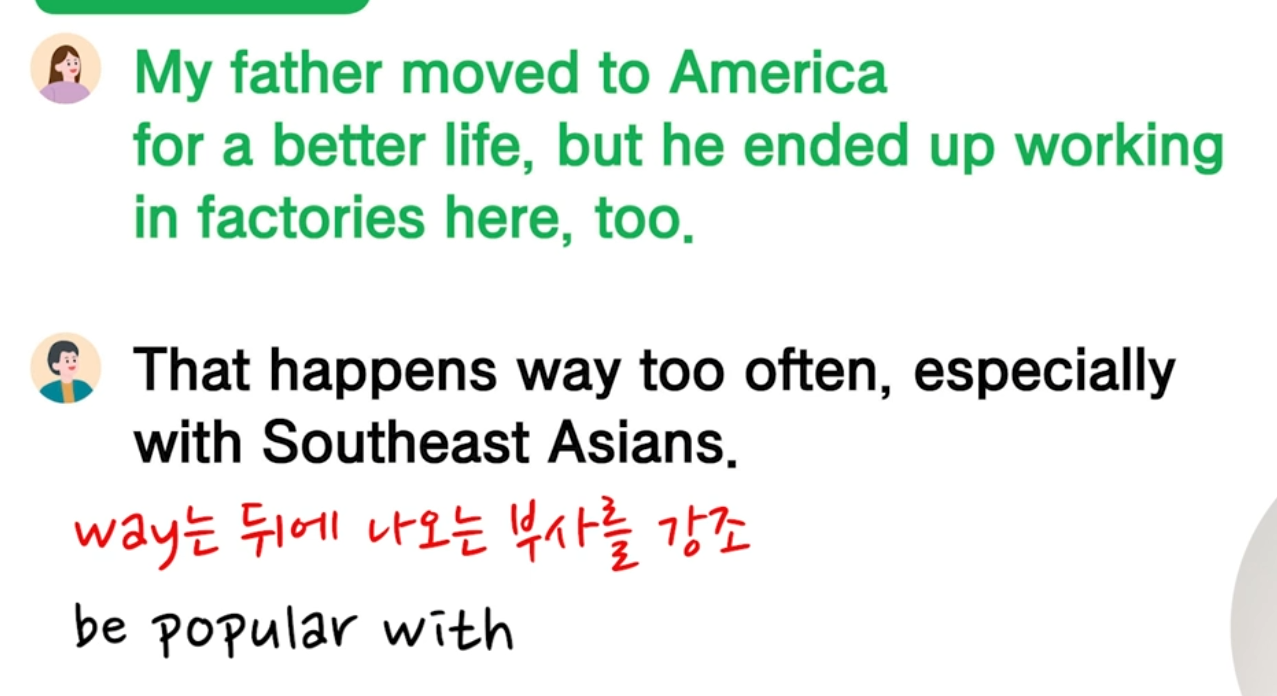 My father moved to America
for a better life, but he ended up working
in factories here, too.
That happens way too often, especially
with Southeast Asians.
way는 뒤에 나오는 부사를 강조
be popular with